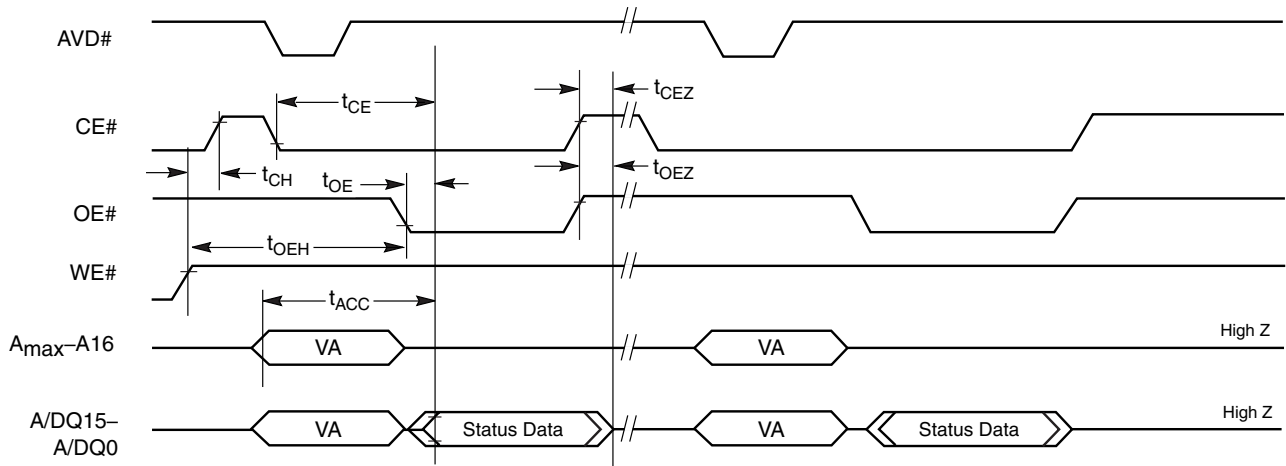 AVD#
tCEZ
tCE
CE#
tCH
tOE
tOEZ
OE#
tOEH
WE#
tACC
Amax–A16
VA
VA
High Z
A/DQ15–
A/DQ0
VA
Status Data
VA
Status Data
High Z